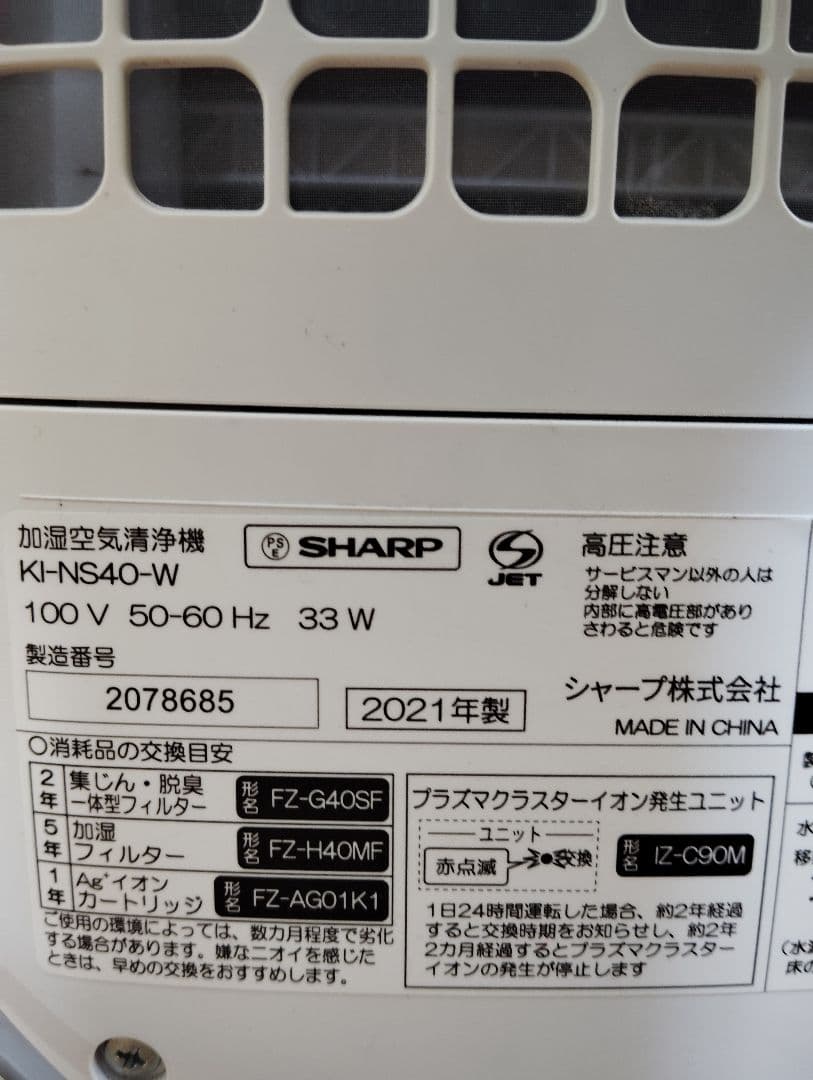 加湿空気清浄機
KI-NS40-W
PS E SHARP
JET
100 V 50-60 Hz 33 W
高圧注意
サービスマン以外の人は
分解しない
内部に高電圧部があり
さわると危険です
製造番号
2078685
2021年製
シャープ株式会社
MADE IN CHINA
○消耗品の交換目安
2年 集じん・脱臭
一体型フィルター 形名 FZ-G40SF
5年 加湿
フィルター 形名 FZ-H40MF
1年 Ag⁺イオン
カートリッジ 形名 FZ-AG01K1
ご使用の環境によっては、数カ月程度で劣化
する場合があります。嫌なニオイを感じた
ときは、早めの交換をおすすめします。
プラズマクラスターイオン発生ユニット
ユニット
赤点滅 交換
形名 IZ-C90M
1日24時間運転した場合、約2年経過
すると交換時期をお知らせし、約2年
2カ月経過するとプラズマクラスター
イオンの発生が停止します
製
水
移
(水
床の